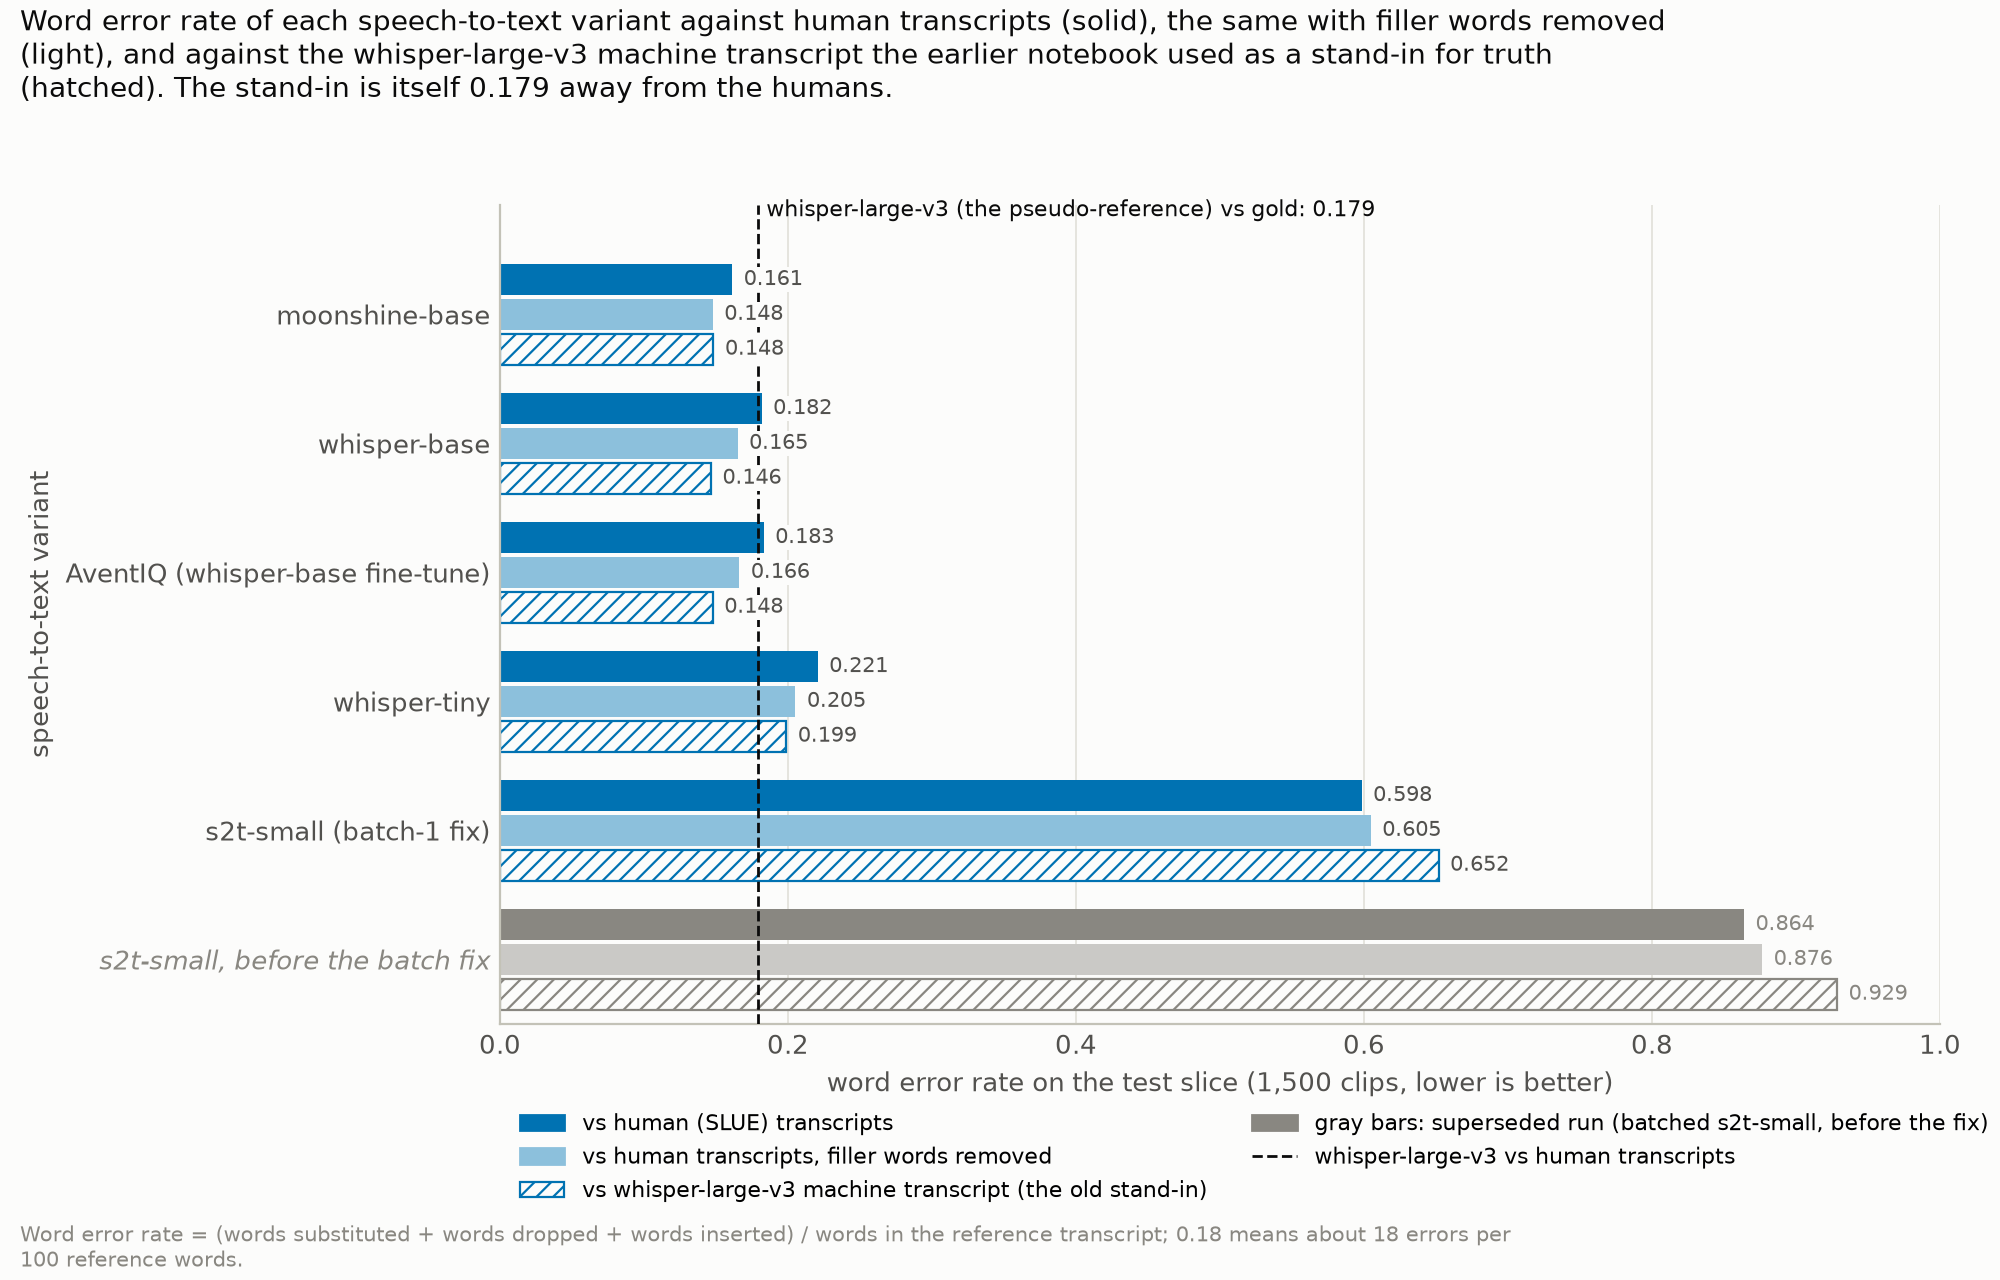 Word error rate of each speech-to-text variant against human transcripts (solid), the same with filler words removed
(light), and against the whisper-large-v3 machine transcript the earlier notebook used as a stand-in for truth
(hatched). The stand-in is itself 0.179 away from the humans.
whisper-large-v3 (the pseudo-reference) vs gold: 0.179
speech-to-text variant
moonshine-base
0.161
0.148
0.148
whisper-base
0.182
0.165
0.146
AventIQ (whisper-base fine-tune)
0.183
0.166
0.148
whisper-tiny
0.221
0.205
0.199
s2t-small (batch-1 fix)
0.598
0.605
0.652
s2t-small, before the batch fix
0.864
0.876
0.929
0.0 0.2 0.4 0.6 0.8 1.0
word error rate on the test slice (1,500 clips, lower is better)
vs human (SLUE) transcripts
vs human transcripts, filler words removed
vs whisper-large-v3 machine transcript (the old stand-in)
gray bars: superseded run (batched s2t-small, before the fix)
whisper-large-v3 vs human transcripts
Word error rate = (words substituted + words dropped + words inserted) / words in the reference transcript; 0.18 means about 18 errors per
100 reference words.